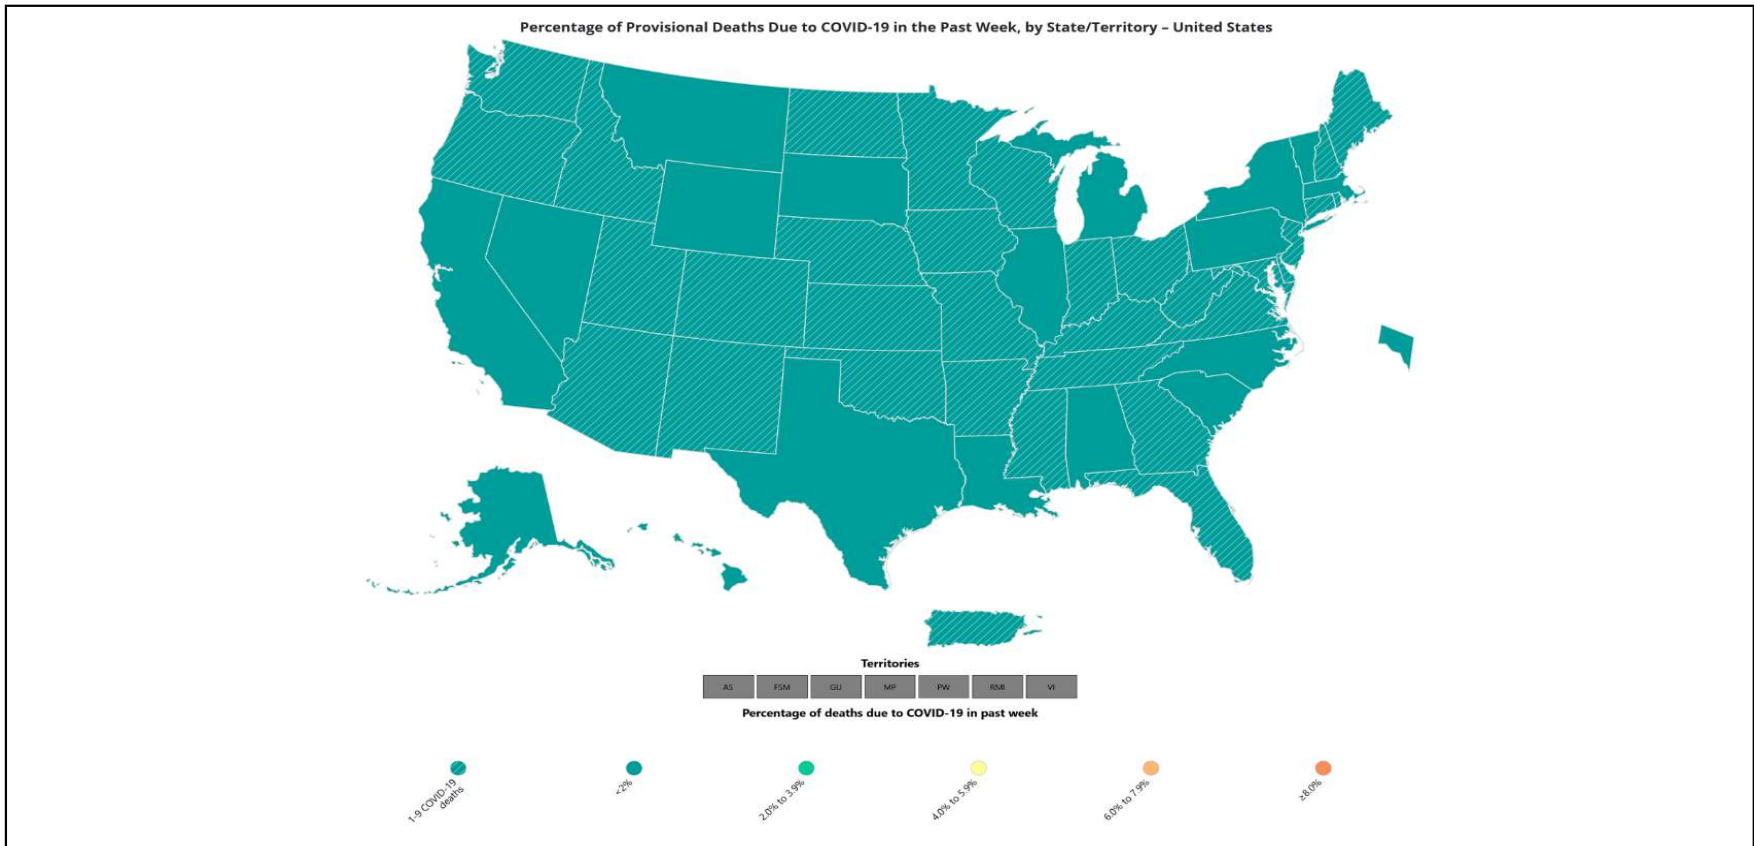 Percentage of Provisional Deaths Due to COVID-19 in the Past Week, by State/Territory – United States
Territories
AS FSM GU MP PW RMI VI
Percentage of deaths due to COVID-19 in past week
1-9 COVID-19
deaths
<2%
2.0% to 3.9%
4.0% to 5.9%
6.0% to 7.9%
≥8.0%